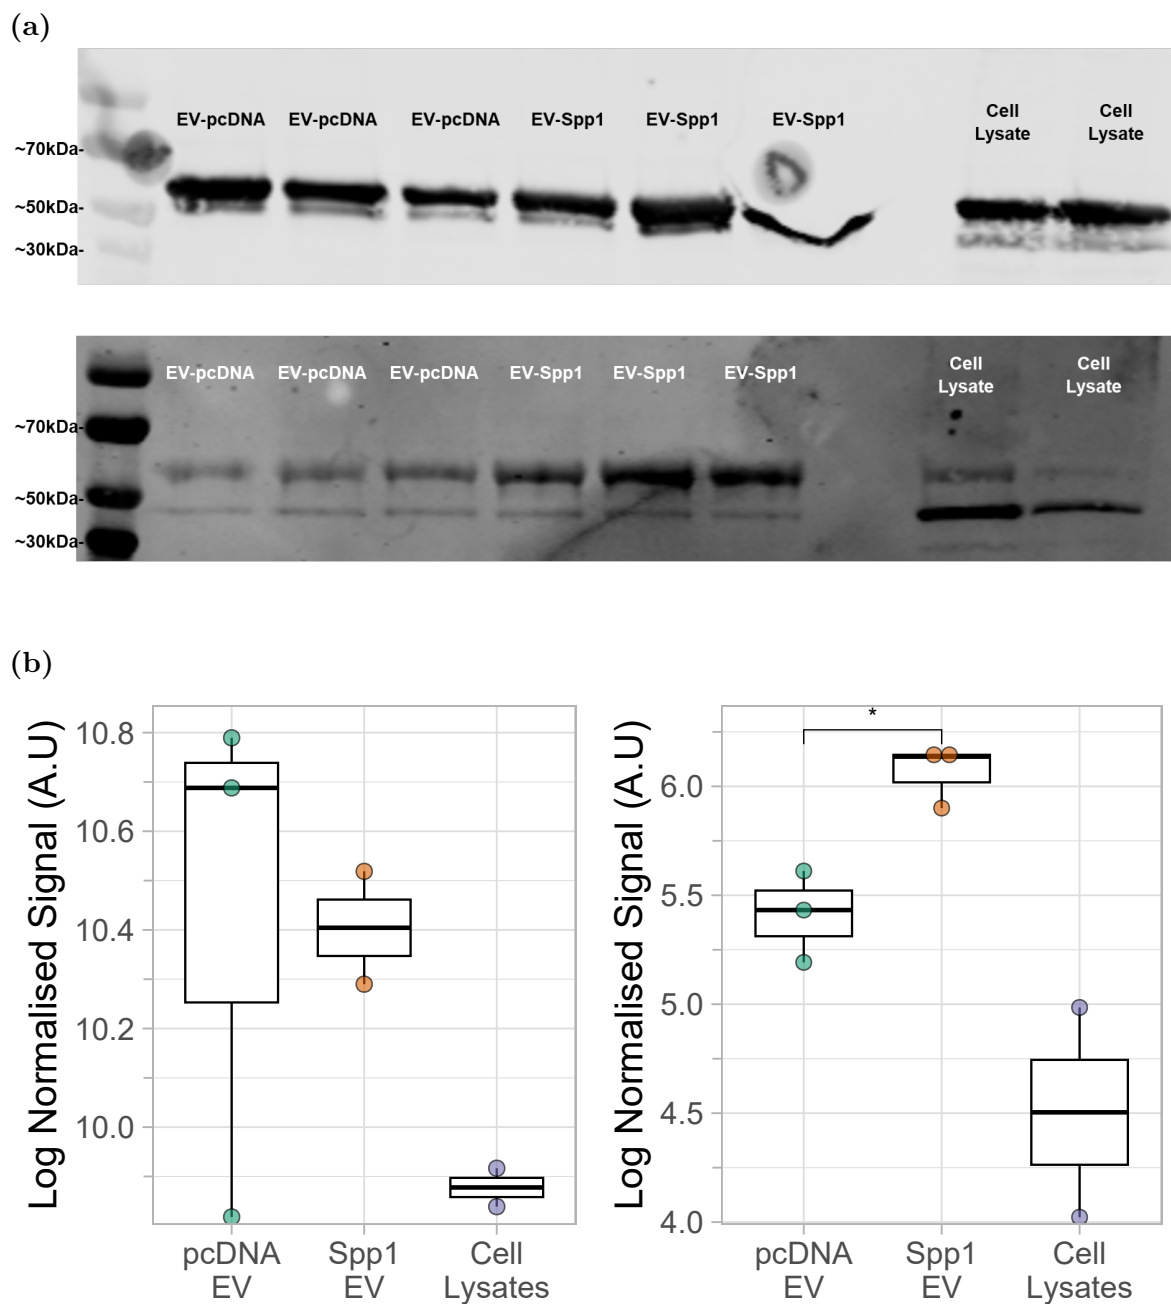 (a)
EV-pcDNA EV-pcDNA EV-pcDNA EV-Spp1 EV-Spp1 EV-Spp1 Cell Lysate Cell Lysate
~70kDa-
~50kDa-
~30kDa-
EV-pcDNA EV-pcDNA EV-pcDNA EV-Spp1 EV-Spp1 EV-Spp1 Cell Lysate Cell Lysate
~70kDa-
~50kDa-
~30kDa-
(b)
Log Normalised Signal (A.U)
10.8
10.6
10.4
10.2
10.0
pcDNA EV
Spp1 EV
Cell Lysates
Log Normalised Signal (A.U)
*
6.0
5.5
5.0
4.5
4.0
pcDNA EV
Spp1 EV
Cell Lysates